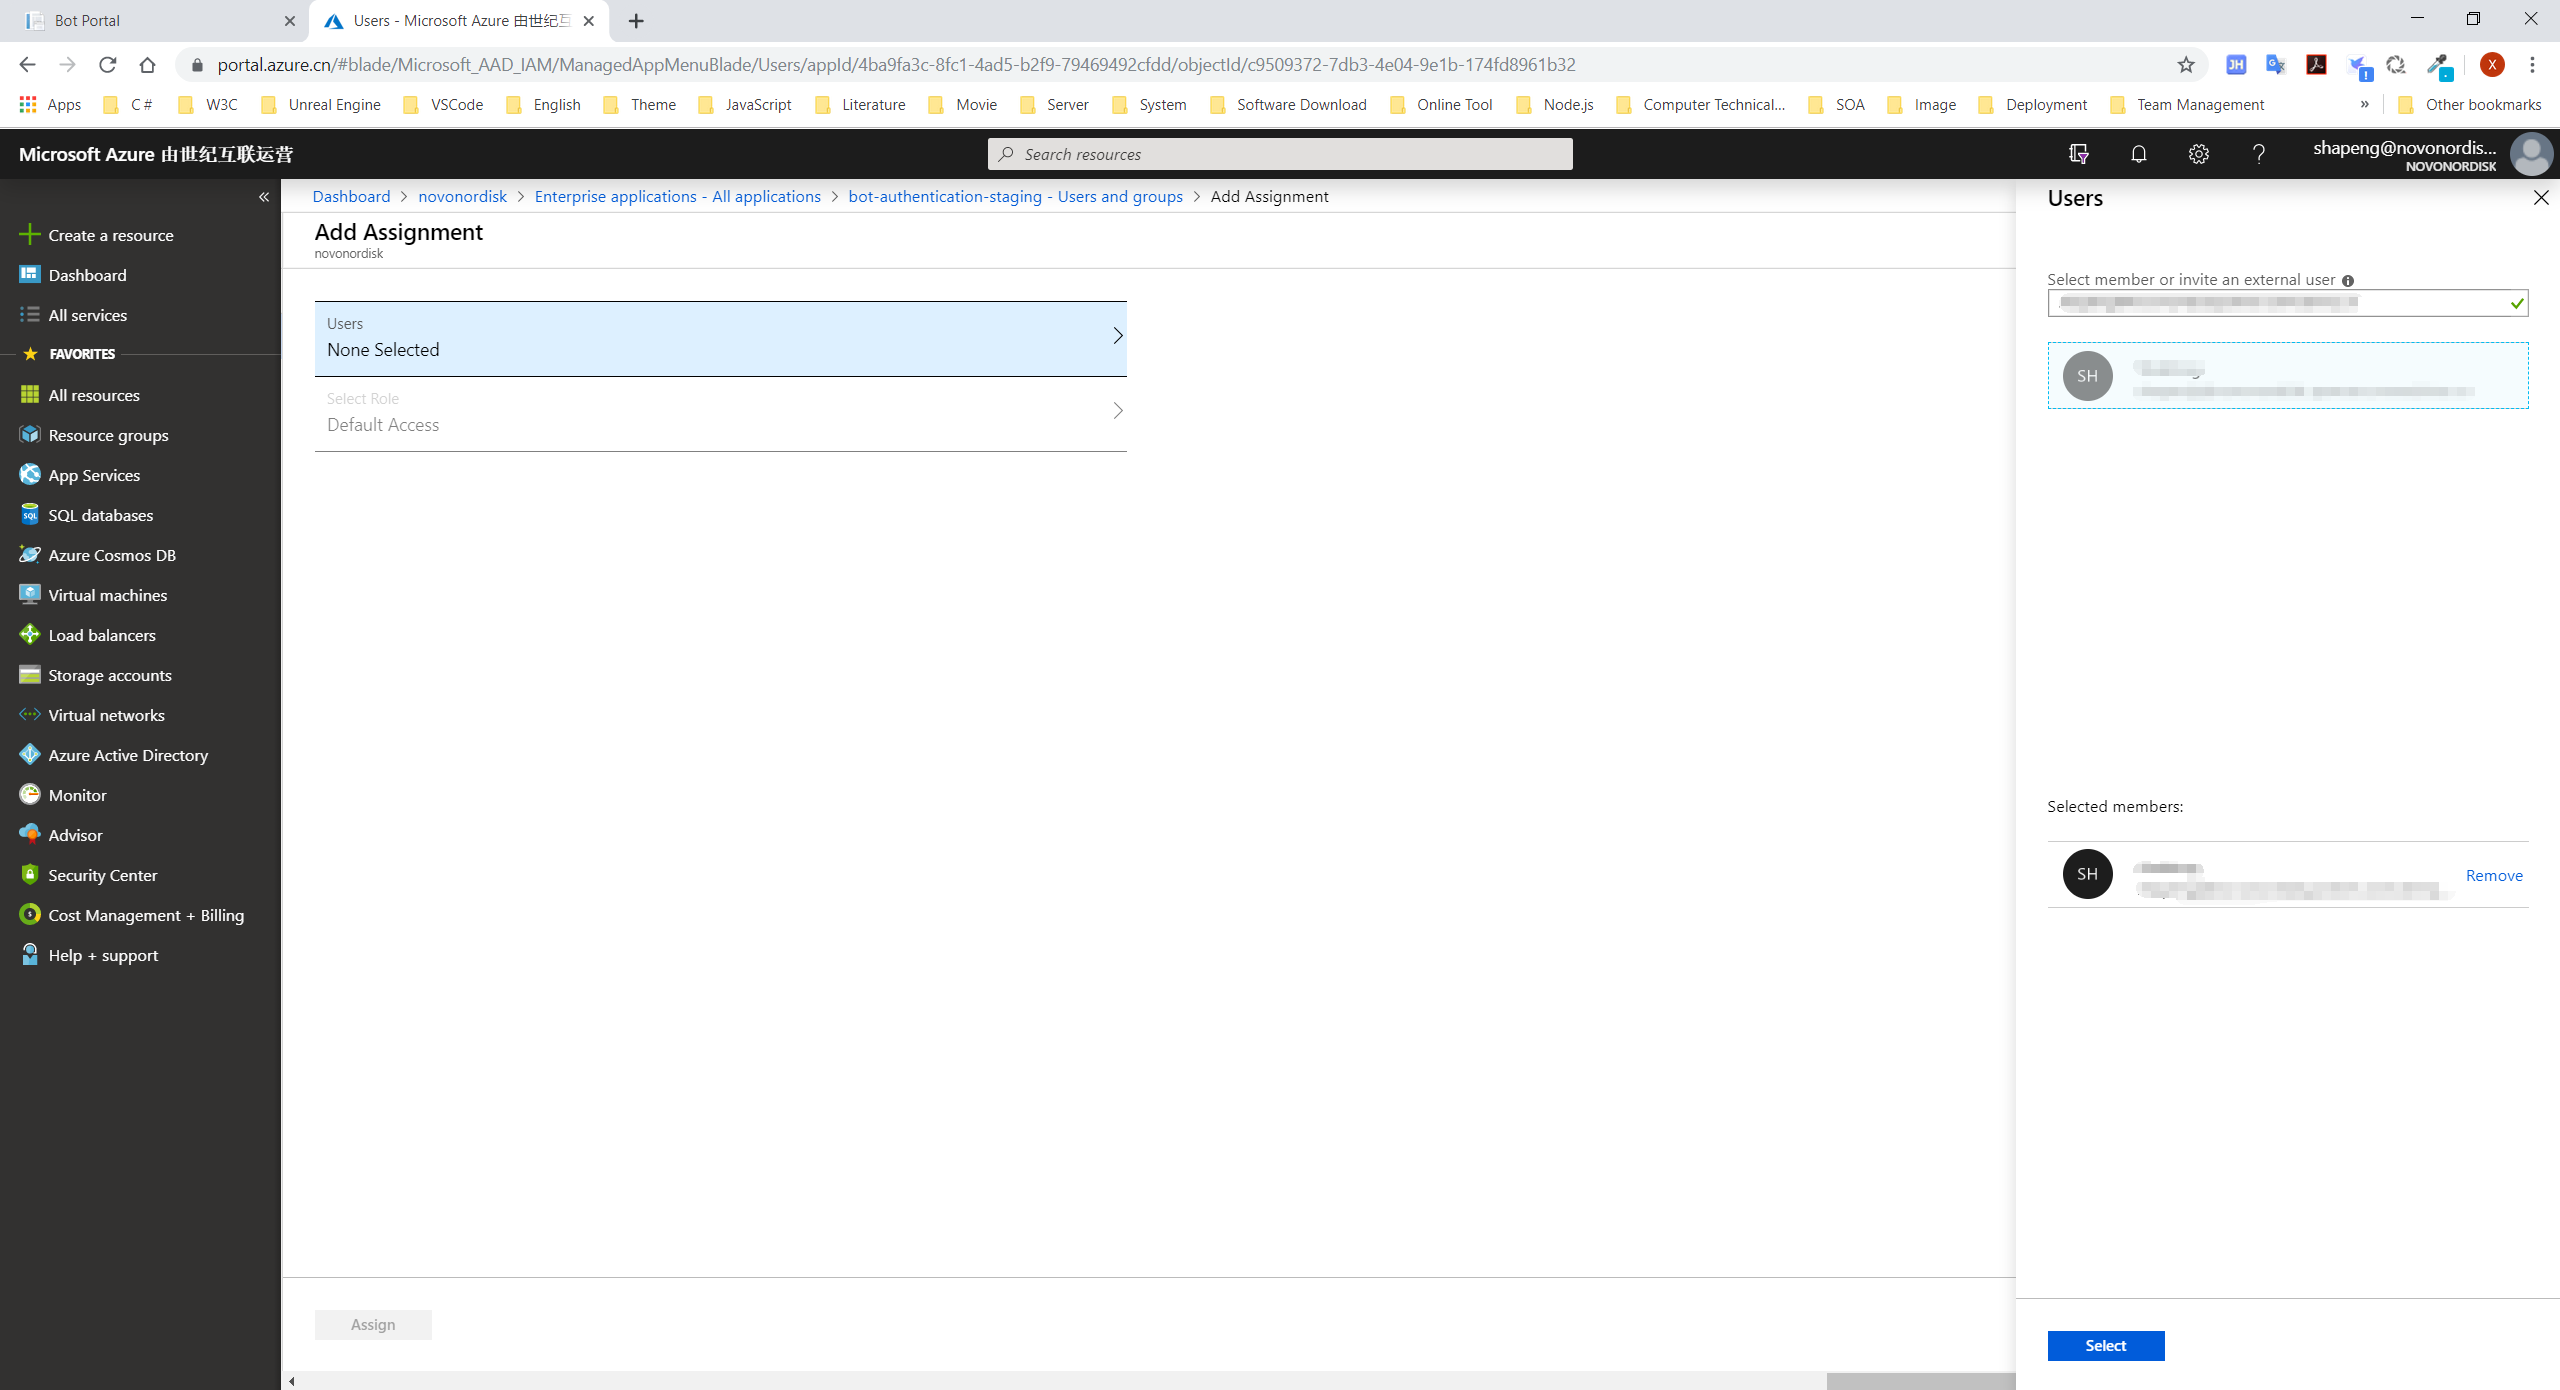 Bot Portal
Users - Microsoft Azure 由世纪互
portal.azure.cn/#blade/Microsoft_AAD_IAM/ManagedAppMenuBlade/Users/appId/4ba9fa3c-8fc1-4ad5-b2f9-79469492cfdd/objectId/c9509372-7db3-4e04-9e1b-174fd8961b32
JH
X
Apps C # W3C Unreal Engine VSCode English Theme JavaScript Literature Movie Server System Software Download Online Tool Node.js Computer Technical... SOA Image Deployment Team Management » Other bookmarks
Microsoft Azure 由世纪互联运营
Search resources
shapeng@novonordis...
NOVONORDISK
Dashboard > novonordisk > Enterprise applications - All applications > bot-authentication-staging - Users and groups > Add Assignment
Create a resource
Dashboard
All services
FAVORITES
All resources
Resource groups
App Services
SQL databases
Azure Cosmos DB
Virtual machines
Load balancers
Storage accounts
Virtual networks
Azure Active Directory
Monitor
Advisor
Security Center
Cost Management + Billing
Help + support
Add Assignment
novonordisk
Users
None Selected
Select Role
Default Access
Assign
Users
Select member or invite an external user
SH
Selected members:
SH
Remove
Select